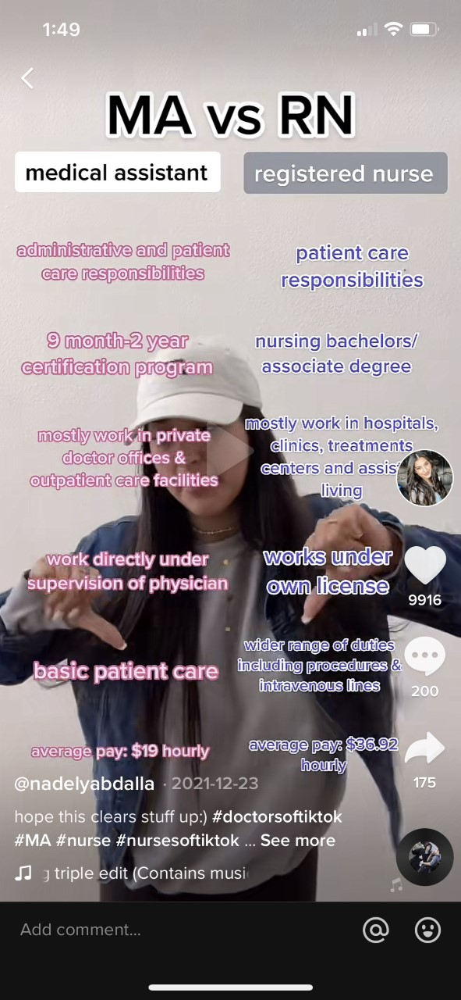 1:49
MA vs RN
medical assistant
registered nurse
administrative and patient
care responsibilities
patient care
responsibilities
9 month-2 year
certification program
nursing bachelors/
associate degree
mostly work in private
doctor offices &
outpatient care facilities
mostly work in hospitals,
clinics, treatments
centers and assis
living
work directly under
supervision of physician
works under
own license
9916
basic patient care
wider range of duties
including procedures &
intravenous lines
200
average pay: $19 hourly
average pay: $36.92
hourly
175
@nadelyabdalla · 2021-12-23
hope this clears stuff up:) #doctorsoftiktok
#MA #nurse #nursesoftiktok ... See more
g triple edit (Contains musi
Add comment...